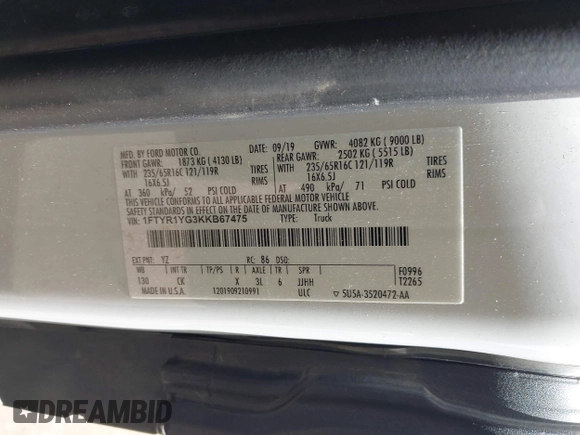 MFD. BY FORD MOTOR CO. 09/19 GVWR: 4082 KG ( 9000 LB)
FRONT GAWR: 1873 KG ( 4130 LB) REAR GAWR: 2502 KG ( 5515 LB)
WITH 235/65R16C 121/119R TIRES WITH 235/65R16C 121/119R TIRES
16X6.5J RIMS 16X6.5J RIMS
AT 360 kPa/ 52 PSI COLD AT 490 kPa/ 71 PSI COLD
THIS VEHICLE CONFORMS TO ALL APPLICABLE FEDERAL MOTOR VEHICLE
SAFETY STANDARDS IN EFFECT ON THE DATE OF MANUFACTURE SHOWN ABOVE.
VIN: 1FTYR1YG3KKB67475 TYPE: Truck
EXT PNT: YZ RC: 86 DSO: F0996
WB INT TR TP/PS R AXLE TR T2265
130 CK X 3L 6 JJHH
MADE IN U.S.A. 1201909210991 ULC ▽ 5U5A-3520472-AA
DREAMBID